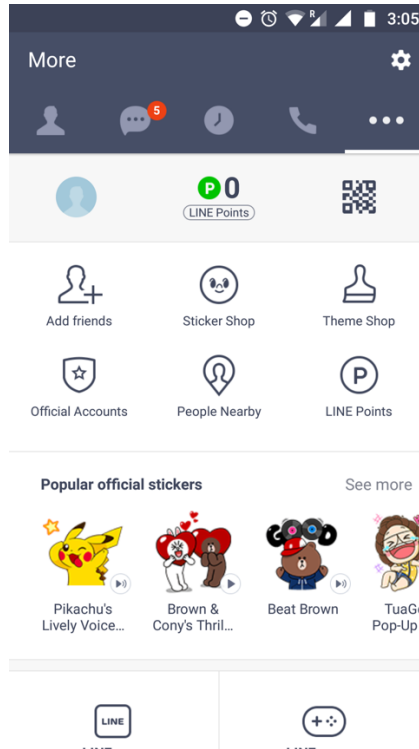 R
3:05
More
5
P 0
LINE Points
Add friends
Sticker Shop
Theme Shop
P
Official Accounts
People Nearby
LINE Points
Popular official stickers
See more
GOOD
Pikachu's
Lively Voice...
Brown &
Cony's Thril...
Beat Brown
TuaG
Pop-Up
LINE